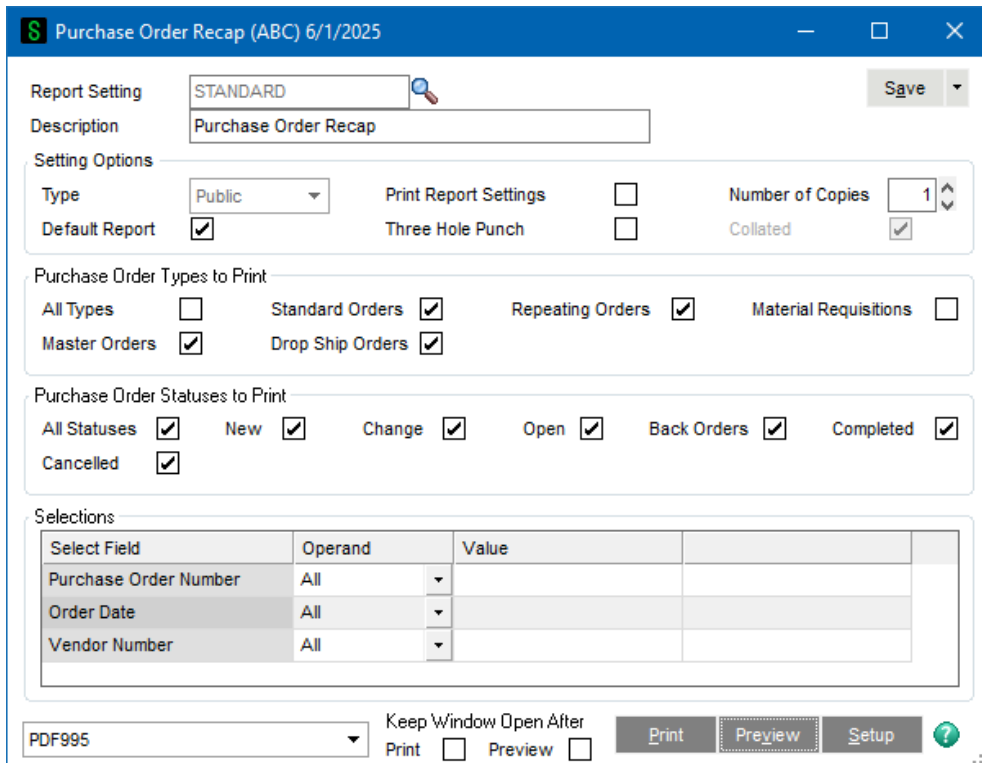 S Purchase Order Recap (ABC) 6/1/2025
Report Setting STANDARD Save
Description Purchase Order Recap
Setting Options
Type Public Print Report Settings Number of Copies 1
Default Report Three Hole Punch Collated
Purchase Order Types to Print
All Types Standard Orders Repeating Orders Material Requisitions
Master Orders Drop Ship Orders
Purchase Order Statuses to Print
All Statuses New Change Open Back Orders Completed
Cancelled
Selections
Select Field Operand Value
Purchase Order Number All
Order Date All
Vendor Number All
Keep Window Open After
PDF995 Print Preview Print Preview Setup ?